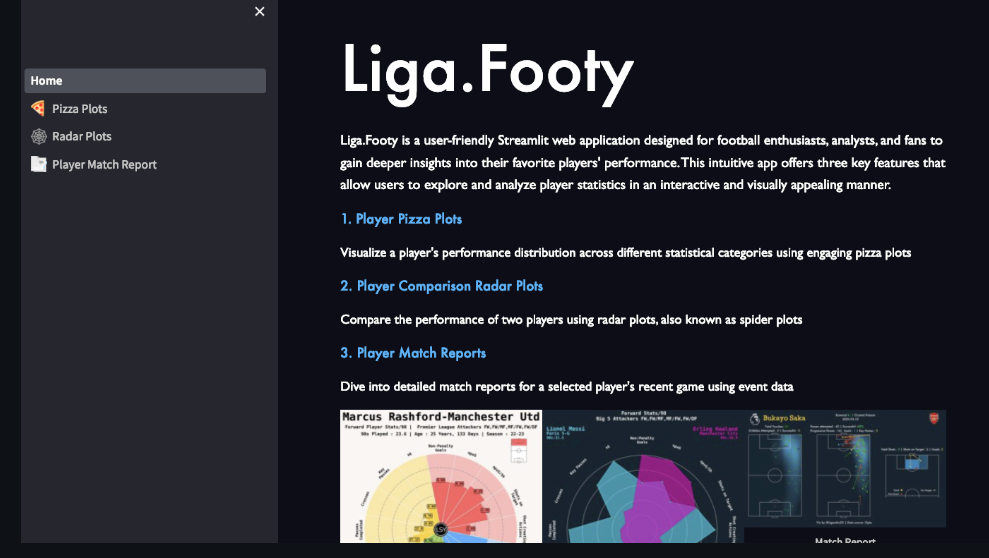 ×
Home
Pizza Plots
Radar Plots
Player Match Report
Liga.Footy
Liga.Footy is a user-friendly Streamlit web application designed for football enthusiasts, analysts, and fans to
gain deeper insights into their favorite players' performance. This intuitive app offers three key features that
allow users to explore and analyze player statistics in an interactive and visually appealing manner.
1. Player Pizza Plots
Visualize a player's performance distribution across different statistical categories using engaging pizza plots
2. Player Comparison Radar Plots
Compare the performance of two players using radar plots, also known as spider plots
3. Player Match Reports
Dive into detailed match reports for a selected player's recent game using event data
Marcus Rashford-Manchester Utd
Forward Player Stats/90 | Premier League Attackers FW,FW/MF,MF/FW,FW/DF
90s Played : 23.6 | Age : 25 Years, 133 Days | Season : 22-23
Non-Penalty
Goals
Forward Stats/90
Big 5 Attackers FW,FW/MF,MF/FW,FW/DF
Lionel Messi
Erling Haaland
Manchester City
Non-Penalty
Goals
Bukayo Saka
Match Report